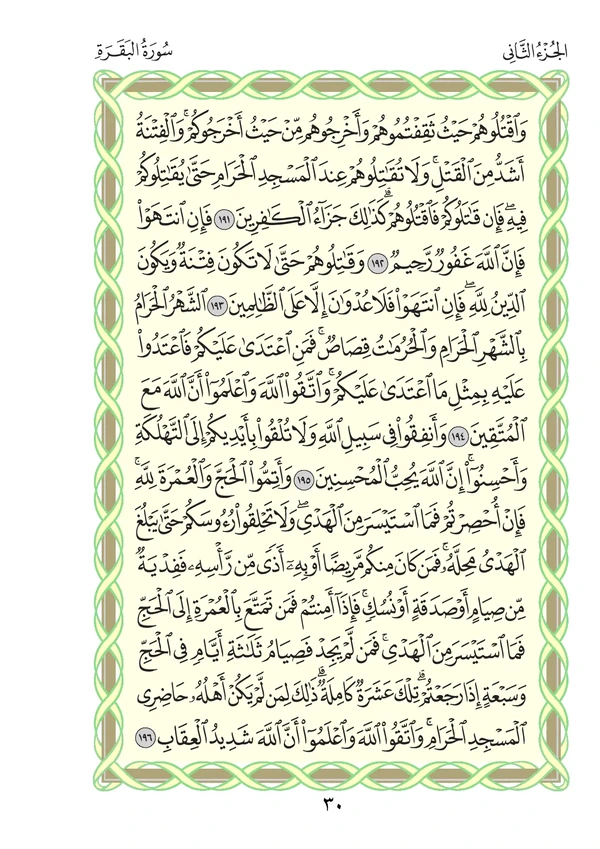 الجُزْءُ الثَّانِي
سُورَةُ البَقَرَةِ
وَٱقۡتُلُوهُمۡ حَيۡثُ ثَقِفۡتُمُوهُمۡ وَأَخۡرِجُوهُم مِّنۡ حَيۡثُ أَخۡرَجُوكُمۡۚ وَٱلۡفِتۡنَةُ
أَشَدُّ مِنَ ٱلۡقَتۡلِۚ وَلَا تُقَٰتِلُوهُمۡ عِندَ ٱلۡمَسۡجِدِ ٱلۡحَرَامِ حَتَّىٰ يُقَٰتِلُوكُمۡ
فِيهِۖ فَإِن قَٰتَلُوكُمۡ فَٱقۡتُلُوهُمۡۗ كَذَٰلِكَ جَزَآءُ ٱلۡكَٰفِرِينَ ١٩١ فَإِنِ ٱنتَهَوۡاْ
فَإِنَّ ٱللَّهَ غَفُورٞ رَّحِيمٞ ١٩٢ وَقَٰتِلُوهُمۡ حَتَّىٰ لَا تَكُونَ فِتۡنَةٞ وَيَكُونَ
ٱلدِّينُ لِلَّهِۖ فَإِنِ ٱنتَهَوۡاْ فَلَا عُدۡوَٰنَ إِلَّا عَلَى ٱلظَّٰلِمِينَ ١٩٣ ٱلشَّهۡرُ ٱلۡحَرَامُ
بِٱلشَّهۡرِ ٱلۡحَرَامِ وَٱلۡحُرُمَٰتُ قِصَاصٞۚ فَمَنِ ٱعۡتَدَىٰ عَلَيۡكُمۡ فَٱعۡتَدُواْ
عَلَيۡهِ بِمِثۡلِ مَا ٱعۡتَدَىٰ عَلَيۡكُمۡۚ وَٱتَّقُواْ ٱللَّهَ وَٱعۡلَمُوٓاْ أَنَّ ٱللَّهَ مَعَ
ٱلۡمُتَّقِينَ ١٩٤ وَأَنفِقُواْ فِي سَبِيلِ ٱللَّهِ وَلَا تُلۡقُواْ بِأَيۡدِيكُمۡ إِلَى ٱلتَّهۡلُكَةِ
وَأَحۡسِنُوٓاْۚ إِنَّ ٱللَّهَ يُحِبُّ ٱلۡمُحۡسِنِينَ ١٩٥ وَأَتِمُّواْ ٱلۡحَجَّ وَٱلۡعُمۡرَةَ لِلَّهِۚ
فَإِنۡ أُحۡصِرۡتُمۡ فَمَا ٱسۡتَيۡسَرَ مِنَ ٱلۡهَدۡيِۖ وَلَا تَحۡلِقُواْ رُءُوسَكُمۡ حَتَّىٰ يَبۡلُغَ
ٱلۡهَدۡيُ مَحِلَّهُۥۚ فَمَن كَانَ مِنكُم مَّرِيضًا أَوۡ بِهِۦٓ أَذٗى مِّن رَّأۡسِهِۦ فَفِدۡيَةٞ
مِّن صِيَامٍ أَوۡ صَدَقَةٍ أَوۡ نُسُكٖۚ فَإِذَآ أَمِنتُمۡ فَمَن تَمَتَّعَ بِٱلۡعُمۡرَةِ إِلَى ٱلۡحَجِّ
فَمَا ٱسۡتَيۡسَرَ مِنَ ٱلۡهَدۡيِۚ فَمَن لَّمۡ يَجِدۡ فَصِيَامُ ثَلَٰثَةِ أَيَّامٖ فِي ٱلۡحَجِّ
وَسَبۡعَةٍ إِذَا رَجَعۡتُمۡۗ تِلۡكَ عَشَرَةٞ كَامِلَةٞۗ ذَٰلِكَ لِمَن لَّمۡ يَكُنۡ أَهۡلُهُۥ حَاضِرِي
ٱلۡمَسۡجِدِ ٱلۡحَرَامِۚ وَٱتَّقُواْ ٱللَّهَ وَٱعۡلَمُوٓاْ أَنَّ ٱللَّهَ شَدِيدُ ٱلۡعِقَابِ ١٩٦
٣٠